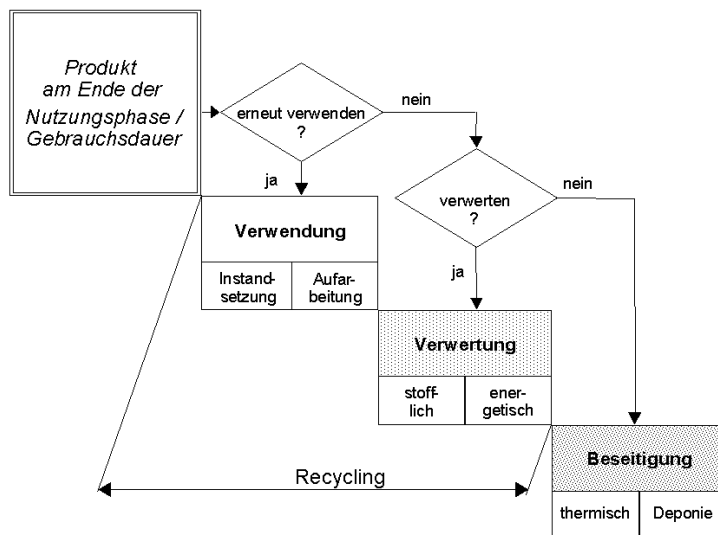 Produkt
am Ende der
Nutzungsphase /
Gebrauchsdauer
erneut verwenden
?
nein
ja
verwerten
?
nein
ja
Verwendung
Instand-
setzung
Aufar-
beitung
Verwertung
stoff-
lich
ener-
getisch
Beseitigung
thermisch
Deponie
Recycling